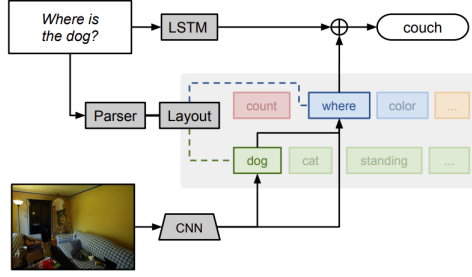 Where is
the dog?
LSTM
couch
Parser
Layout
count
where
color
...
dog
cat
standing
...
CNN